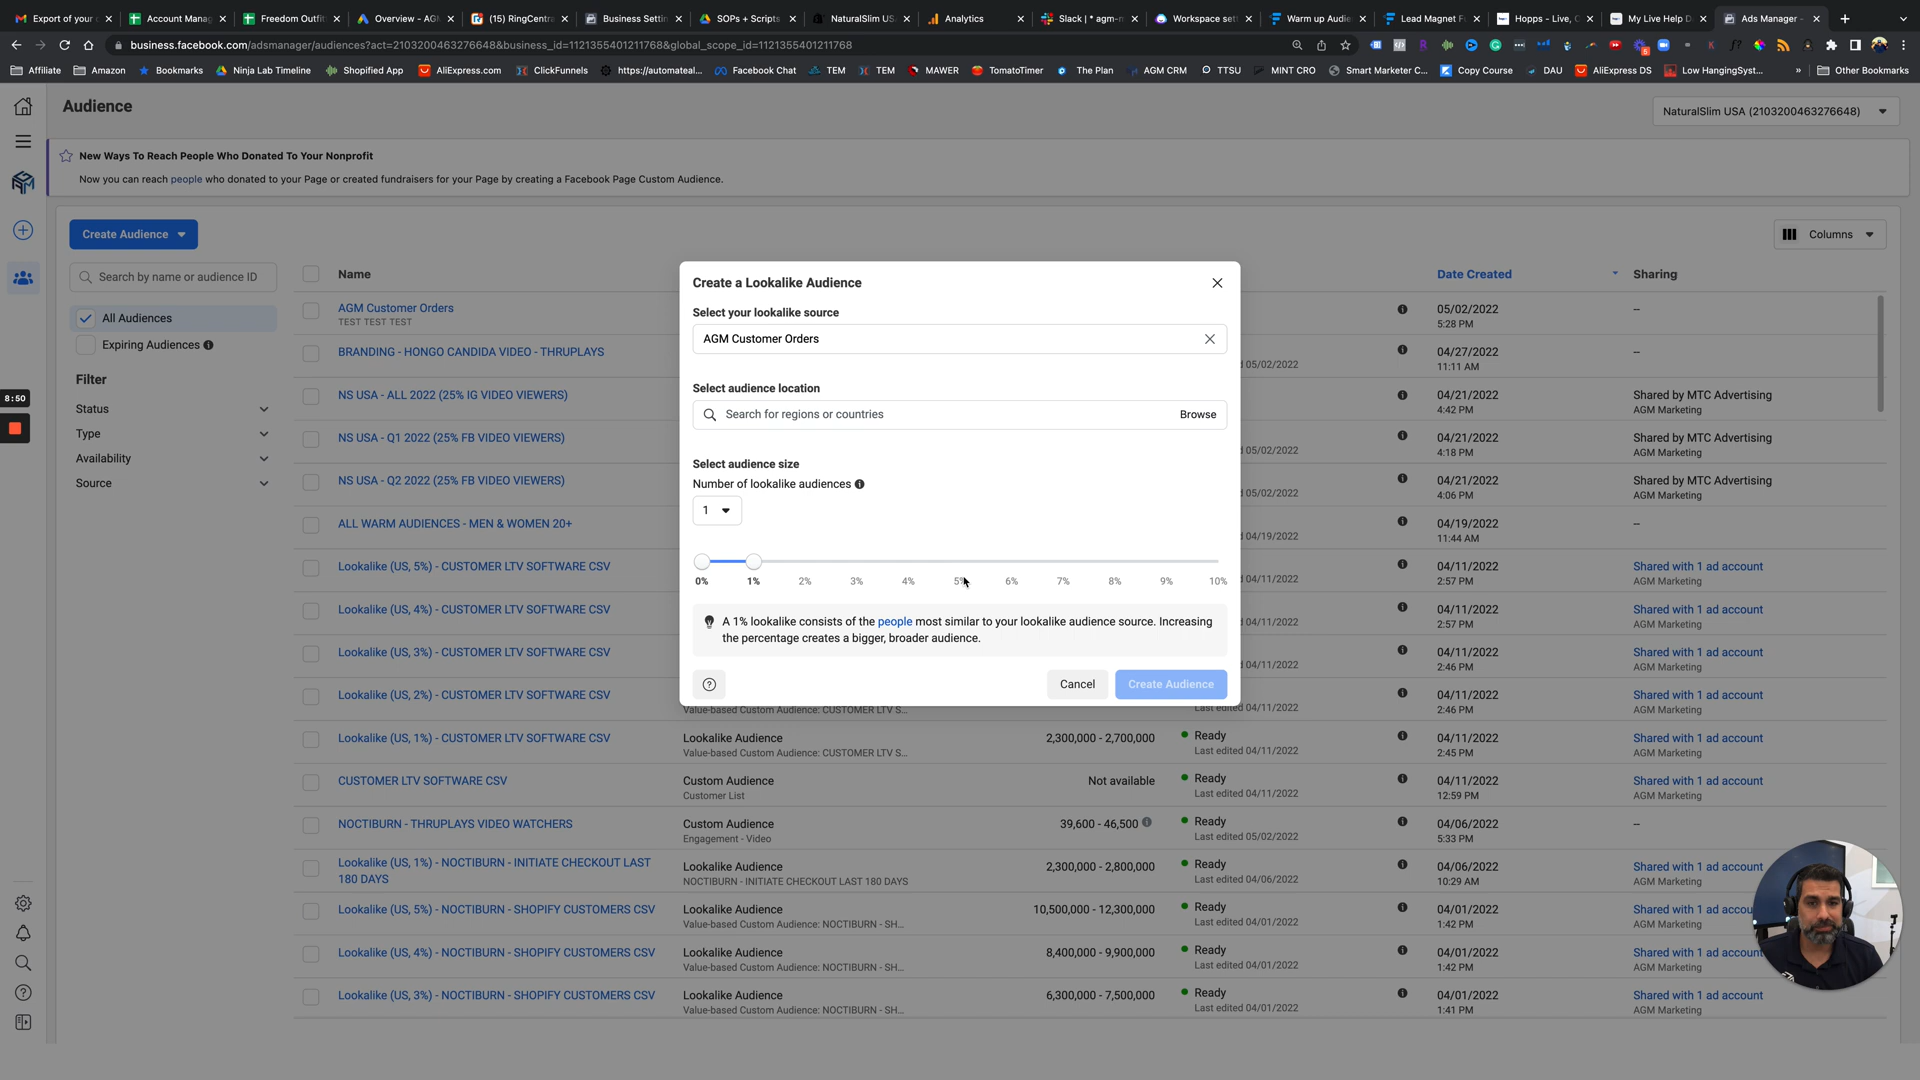 Export of your c
Account Manag
Freedom Outfit
Overview - AGM
(15) RingCentra
Business Settin
SOPs + Scripts
NaturalSlim US
Analytics
Slack | * agm-m
Workspace set
Warm up Audie
Lead Magnet F
Hopps - Live, C
My Live Help D
Ads Manager -
business.facebook.com/adsmanager/audiences?act=2103200463276648&business_id=1121355401211768&global_scope_id=1121355401211768
Affiliate
Amazon
Bookmarks
Ninja Lab Timeline
Shopified App
AliExpress.com
ClickFunnels
https://automateal...
Facebook Chat
TEM
TEM
MAWER
TomatoTimer
The Plan
AGM CRM
TTSU
MINT CRO
Smart Marketer C...
Copy Course
DAU
AliExpress DS
Low HangingSyst...
»
Other Bookmarks
Audience
NaturalSlim USA (2103200463276648)
New Ways To Reach People Who Donated To Your Nonprofit
Now you can reach people who donated to your Page or created fundraisers for your Page by creating a Facebook Page Custom Audience.
Create Audience
Columns
Search by name or audience ID
All Audiences
Expiring Audiences
Filter
Status
Type
Availability
Source
8:50
Name
Date Created
Sharing
AGM Customer Orders
TEST TEST TEST
05/02/2022
5:28 PM
--
BRANDING - HONGO CANDIDA VIDEO - THRUPLAYS
d 05/02/2022
04/27/2022
11:11 AM
--
NS USA - ALL 2022 (25% IG VIDEO VIEWERS)
04/21/2022
4:42 PM
Shared by MTC Advertising
AGM Marketing
NS USA - Q1 2022 (25% FB VIDEO VIEWERS)
d 05/02/2022
04/21/2022
4:18 PM
Shared by MTC Advertising
AGM Marketing
NS USA - Q2 2022 (25% FB VIDEO VIEWERS)
d 05/02/2022
04/21/2022
4:06 PM
Shared by MTC Advertising
AGM Marketing
ALL WARM AUDIENCES - MEN & WOMEN 20+
d 04/19/2022
04/19/2022
11:44 AM
--
Lookalike (US, 5%) - CUSTOMER LTV SOFTWARE CSV
d 04/11/2022
04/11/2022
2:57 PM
Shared with 1 ad account
AGM Marketing
Lookalike (US, 4%) - CUSTOMER LTV SOFTWARE CSV
d 04/11/2022
04/11/2022
2:57 PM
Shared with 1 ad account
AGM Marketing
Lookalike (US, 3%) - CUSTOMER LTV SOFTWARE CSV
d 04/11/2022
04/11/2022
2:46 PM
Shared with 1 ad account
AGM Marketing
Lookalike (US, 2%) - CUSTOMER LTV SOFTWARE CSV
Value-based Custom Audience: CUSTOMER LTV S...
Last edited 04/11/2022
04/11/2022
2:46 PM
Shared with 1 ad account
AGM Marketing
Lookalike (US, 1%) - CUSTOMER LTV SOFTWARE CSV
Lookalike Audience
Value-based Custom Audience: CUSTOMER LTV S...
2,300,000 - 2,700,000
Ready
Last edited 04/11/2022
04/11/2022
2:45 PM
Shared with 1 ad account
AGM Marketing
CUSTOMER LTV SOFTWARE CSV
Custom Audience
Customer List
Not available
Ready
Last edited 04/11/2022
04/11/2022
12:59 PM
Shared with 1 ad account
AGM Marketing
NOCTIBURN - THRUPLAYS VIDEO WATCHERS
Custom Audience
Engagement - Video
39,600 - 46,500
Ready
Last edited 05/02/2022
04/06/2022
5:33 PM
--
Lookalike (US, 1%) - NOCTIBURN - INITIATE CHECKOUT LAST
180 DAYS
Lookalike Audience
NOCTIBURN - INITIATE CHECKOUT LAST 180 DAYS
2,300,000 - 2,800,000
Ready
Last edited 04/06/2022
04/06/2022
10:29 AM
Shared with 1 ad account
AGM Marketing
Lookalike (US, 5%) - NOCTIBURN - SHOPIFY CUSTOMERS CSV
Lookalike Audience
Value-based Custom Audience: NOCTIBURN - SH...
10,500,000 - 12,300,000
Ready
Last edited 04/01/2022
04/01/2022
1:42 PM
Shared with 1 ad accou
AGM Marketing
Lookalike (US, 4%) - NOCTIBURN - SHOPIFY CUSTOMERS CSV
Lookalike Audience
Value-based Custom Audience: NOCTIBURN - SH...
8,400,000 - 9,900,000
Ready
Last edited 04/01/2022
04/01/2022
1:42 PM
Shared with 1 ad accou
AGM Marketing
Lookalike (US, 3%) - NOCTIBURN - SHOPIFY CUSTOMERS CSV
Lookalike Audience
Value-based Custom Audience: NOCTIBURN - SH...
6,300,000 - 7,500,000
Ready
Last edited 04/01/2022
04/01/2022
1:41 PM
Shared with 1 ad account
AGM Marketing
Create a Lookalike Audience
Select your lookalike source
AGM Customer Orders
Select audience location
Search for regions or countries
Browse
Select audience size
Number of lookalike audiences
1
0% 1% 2% 3% 4% 5% 6% 7% 8% 9% 10%
A 1% lookalike consists of the people most similar to your lookalike audience source. Increasing
the percentage creates a bigger, broader audience.
Cancel
Create Audience